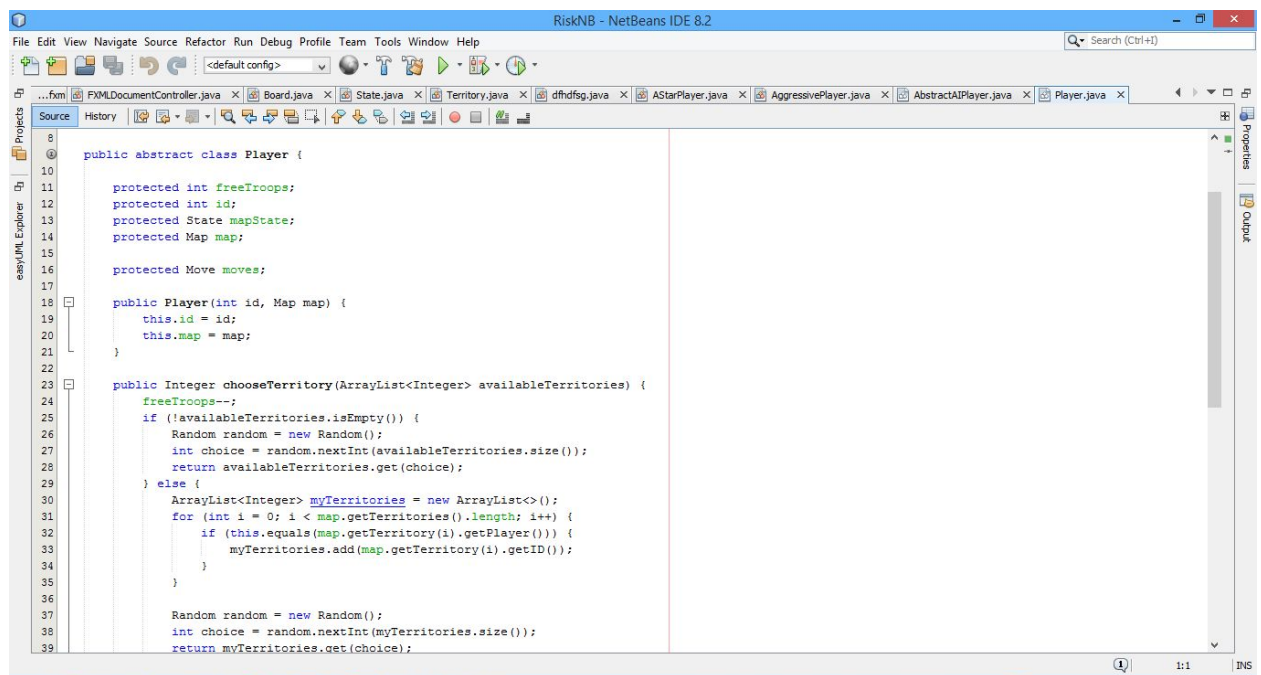 RiskNB - NetBeans IDE 8.2
File Edit View Navigate Source Refactor Run Debug Profile Team Tools Window Help
Search (Ctrl+I)
<default config>
...fxm FXMLDocumentController.java Board.java State.java Territory.java dfhdfsg.java AStarPlayer.java AggressivePlayer.java AbstractAIPlayer.java Player.java
Source History
Projects
easyUML Explorer
Properties
Output
8
public abstract class Player {
10
11 protected int freeTroops;
12 protected int id;
13 protected State mapState;
14 protected Map map;
15
16 protected Move moves;
17
18 public Player(int id, Map map) {
19 this.id = id;
20 this.map = map;
21 }
22
23 public Integer chooseTerritory(ArrayList<Integer> availableTerritories) {
24 freeTroops--;
25 if (!availableTerritories.isEmpty()) {
26 Random random = new Random();
27 int choice = random.nextInt(availableTerritories.size());
28 return availableTerritories.get(choice);
29 } else {
30 ArrayList<Integer> myTerritories = new ArrayList<>();
31 for (int i = 0; i < map.getTerritories().length; i++) {
32 if (this.equals(map.getTerritory(i).getPlayer())) {
33 myTerritories.add(map.getTerritory(i).getID());
34 }
35 }
36
37 Random random = new Random();
38 int choice = random.nextInt(myTerritories.size());
39 return myTerritories.get(choice);
1 1:1 INS